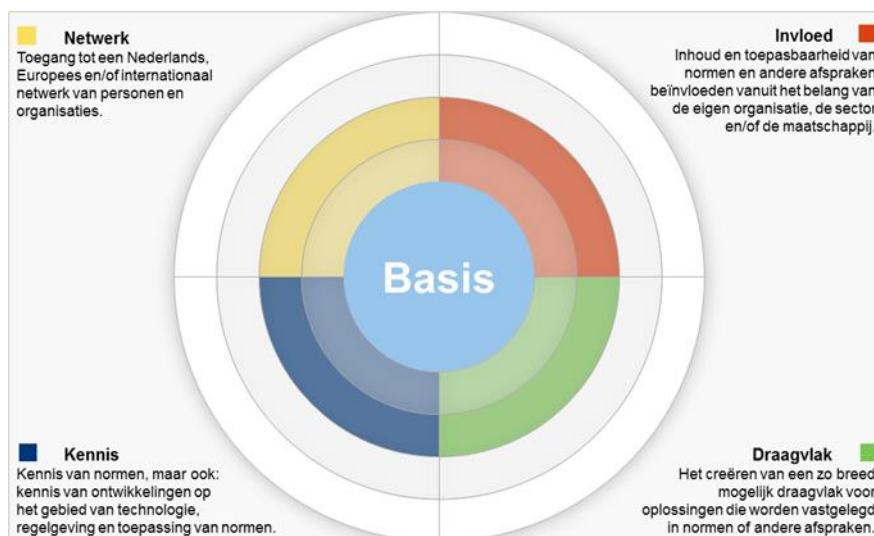 Netwerk
Toegang tot een Nederlands,
Europees en/of internationaal
netwerk van personen en
organisaties.
Invloed
Inhoud en toepasbaarheid van
normen en andere afspraken
beïnvloeden vanuit het belang van
de eigen organisatie, de sector
en/of de maatschappij.
Basis
Kennis
Kennis van normen, maar ook:
kennis van ontwikkelingen op
het gebied van technologie,
regelgeving en toepassing van normen.
Draagvlak
Het creëren van een zo breed
mogelijk draagvlak voor
oplossingen die worden vastgelegd
in normen of andere afspraken.